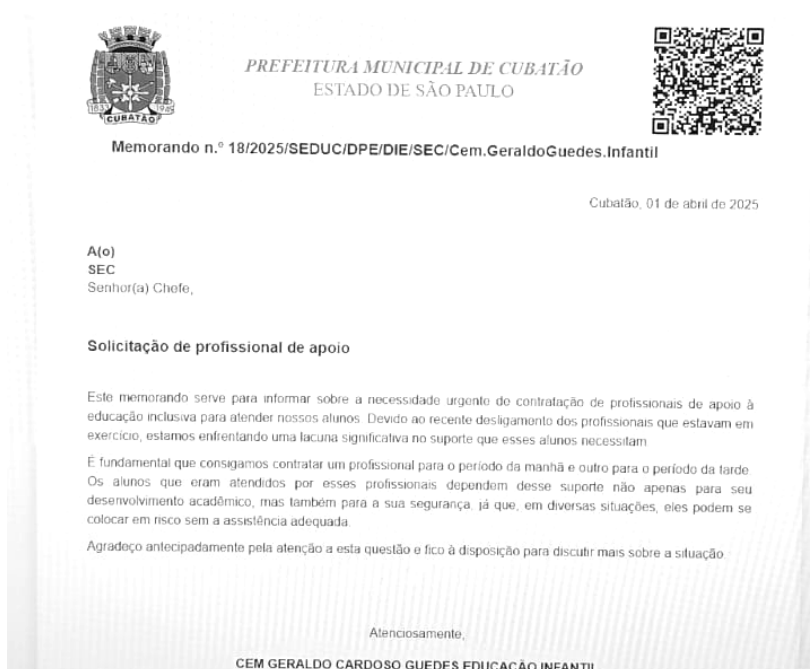 PREFEITURA MUNICIPAL DE CUBATÃO
ESTADO DE SÃO PAULO
1833 1949
CUBATÃO
Memorando n.º 18/2025/SEDUC/DPE/DIE/SEC/Cem.GeraldoGuedes.Infantil
Cubatão, 01 de abril de 2025
A(o)
SEC
Senhor(a) Chefe,
Solicitação de profissional de apoio
Este memorando serve para informar sobre a necessidade urgente de contratação de profissionais de apoio à
educação inclusiva para atender nossos alunos. Devido ao recente desligamento dos profissionais que estavam em
exercício, estamos enfrentando uma lacuna significativa no suporte que esses alunos necessitam
É fundamental que consigamos contratar um profissional para o período da manhã e outro para o período da tarde.
Os alunos que eram atendidos por esses profissionais dependem desse suporte não apenas para seu
desenvolvimento acadêmico, mas também para a sua segurança, já que, em diversas situações, eles podem se
colocar em risco sem a assistência adequada.
Agradeço antecipadamente pela atenção a esta questão e fico à disposição para discutir mais sobre a situação.
Atenciosamente,
CEM GERALDO CARDOSO GUEDES EDUCAÇÃO INFANTIL